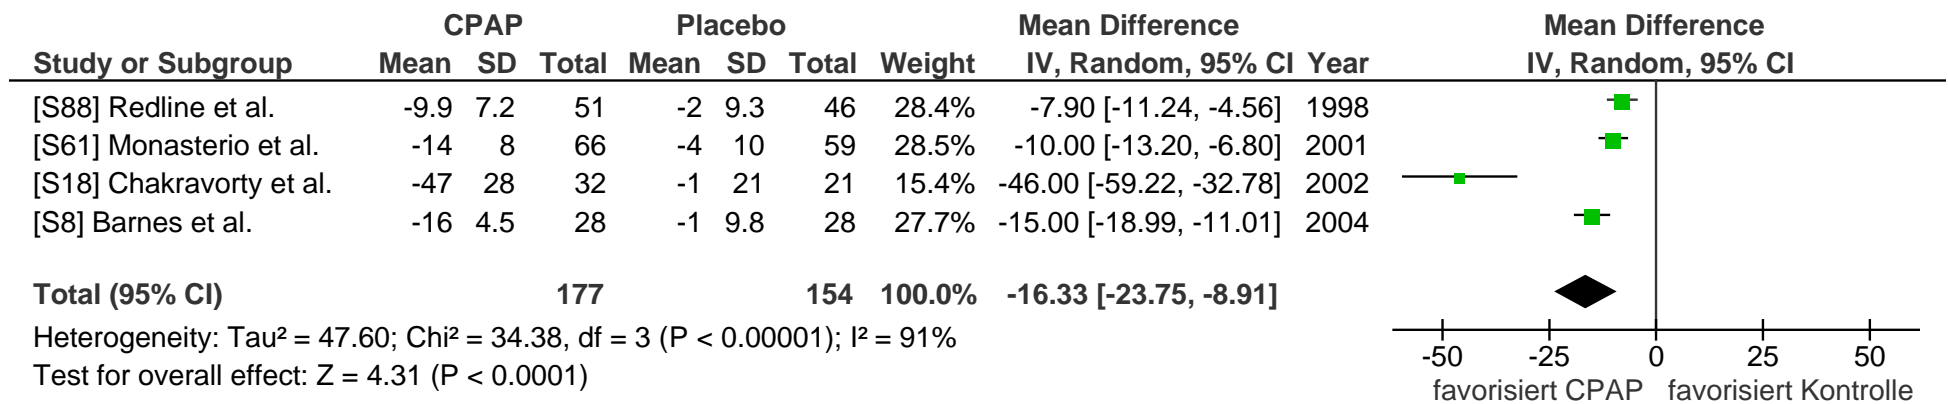 CPAP Placebo Mean Difference Mean Difference
Study or Subgroup Mean SD Total Mean SD Total Weight IV, Random, 95% CI Year IV, Random, 95% CI
[S88] Redline et al. -9.9 7.2 51 -2 9.3 46 28.4% -7.90 [-11.24, -4.56] 1998
[S61] Monasterio et al. -14 8 66 -4 10 59 28.5% -10.00 [-13.20, -6.80] 2001
[S18] Chakravorty et al. -47 28 32 -1 21 21 15.4% -46.00 [-59.22, -32.78] 2002
[S8] Barnes et al. -16 4.5 28 -1 9.8 28 27.7% -15.00 [-18.99, -11.01] 2004
Total (95% CI) 177 154 100.0% -16.33 [-23.75, -8.91]
Heterogeneity: Tau² = 47.60; Chi² = 34.38, df = 3 (P < 0.00001); I² = 91%
Test for overall effect: Z = 4.31 (P < 0.0001)
-50 -25 0 25 50
favorisiert CPAP favorisiert Kontrolle